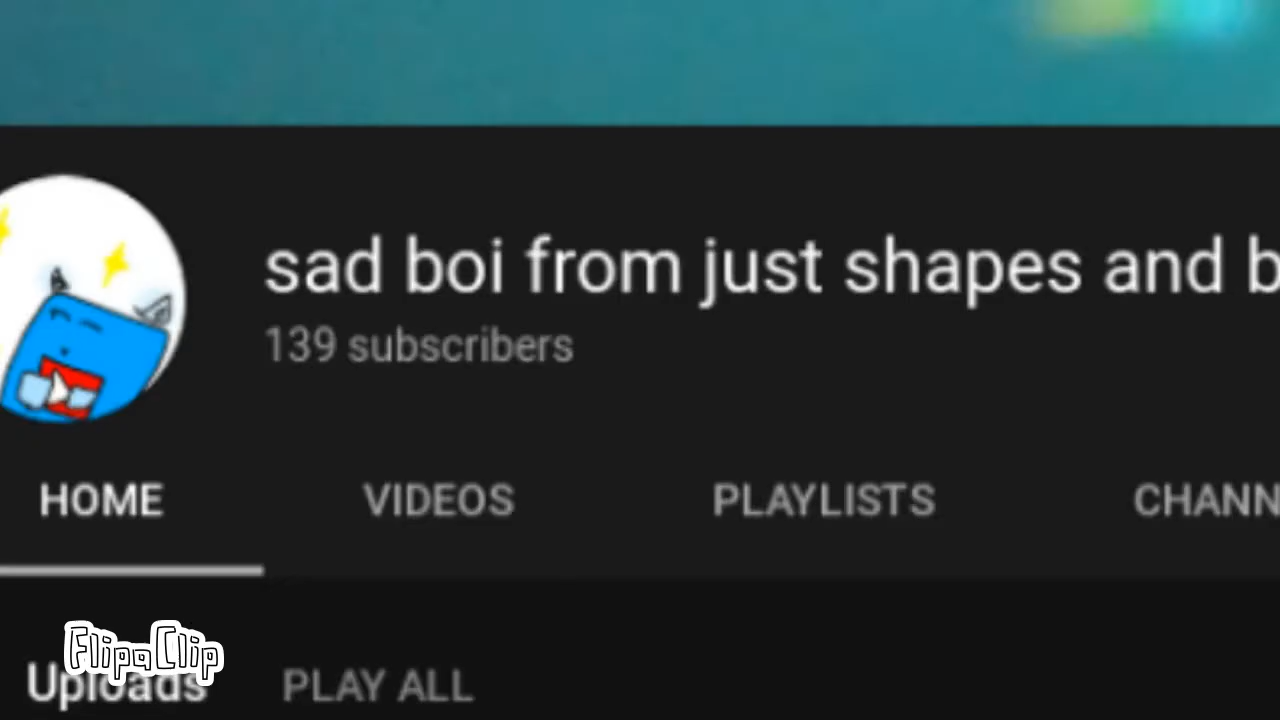 sad boi from just shapes and b
139 subscribers
HOME VIDEOS PLAYLISTS CHANN
FlipaClip
Uploads PLAY ALL